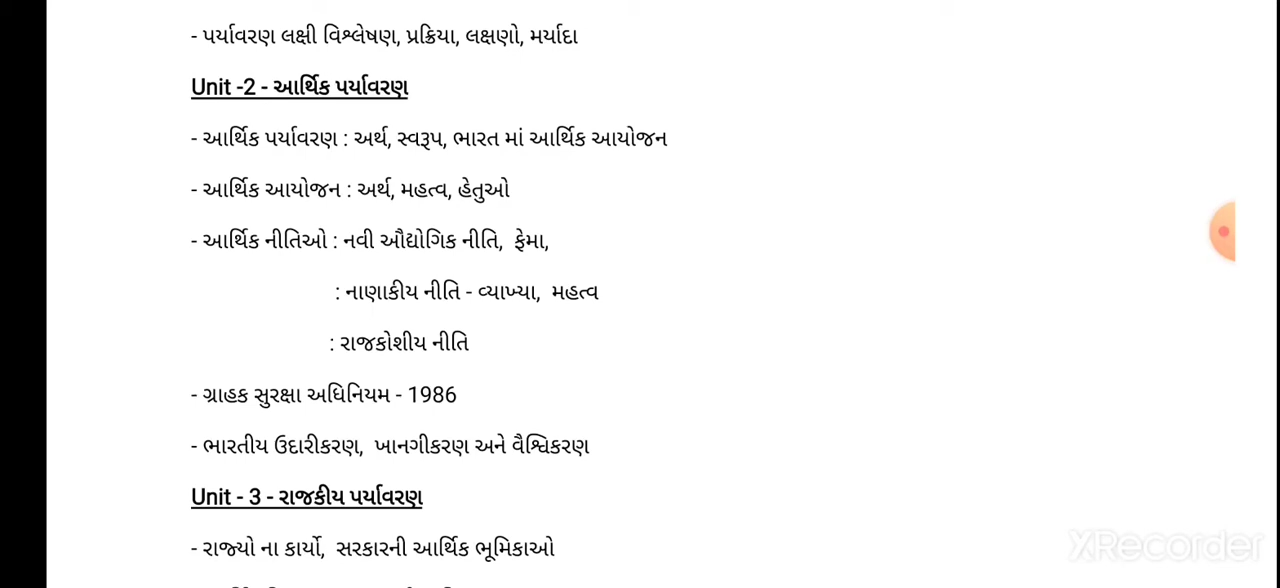 - પર્યાવરણ લક્ષી વિશ્લેષણ, પ્રક્રિયા, લક્ષણો, મર્યાદા
Unit -2 - આર્થિક પર્યાવરણ
- આર્થિક પર્યાવરણ : અર્થ, સ્વરૂપ, ભારત માં આર્થિક આયોજન
- આર્થિક આયોજન : અર્થ, મહત્વ, હેતુઓ
- આર્થિક નીતિઓ : નવી ઔદ્યોગિક નીતિ, ફેમા,
: નાણાકીય નીતિ - વ્યાખ્યા, મહત્વ
: રાજકોશીય નીતિ
- ગ્રાહક સુરક્ષા અધિનિયમ - 1986
- ભારતીય ઉદારીકરણ, ખાનગીકરણ અને વૈશ્વિકરણ
Unit - 3 - રાજકીય પર્યાવરણ
- રાજ્યો ના કાર્યો, સરકારની આર્થિક ભૂમિકાઓ
XRecorder